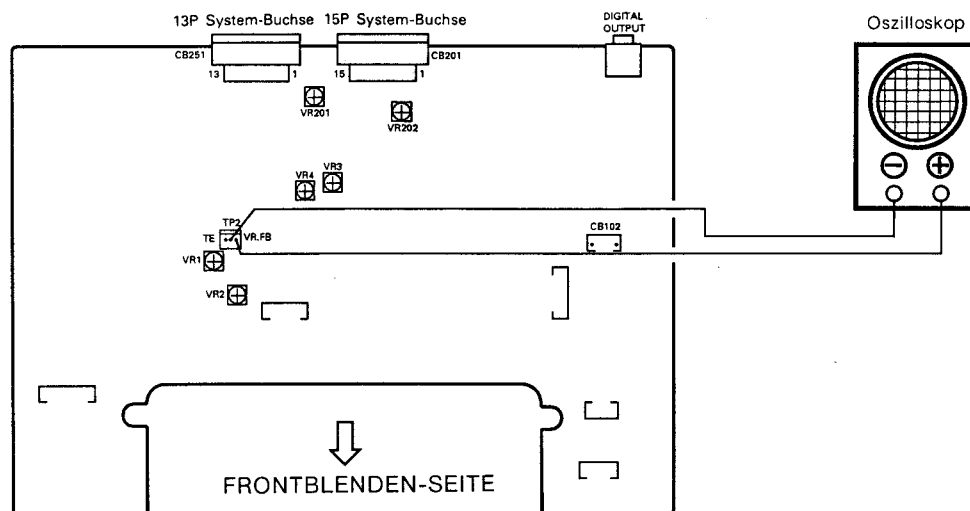 13P System-Buchse 15P System-Buchse
DIGITAL
OUTPUT
Oszilloskop
CB251
CB201
13 1
15 1
VR201
VR202
VR4
VR3
TP2
TE
VR.FB
CB102
VR1
VR2
FRONTBLENDEN-SEITE